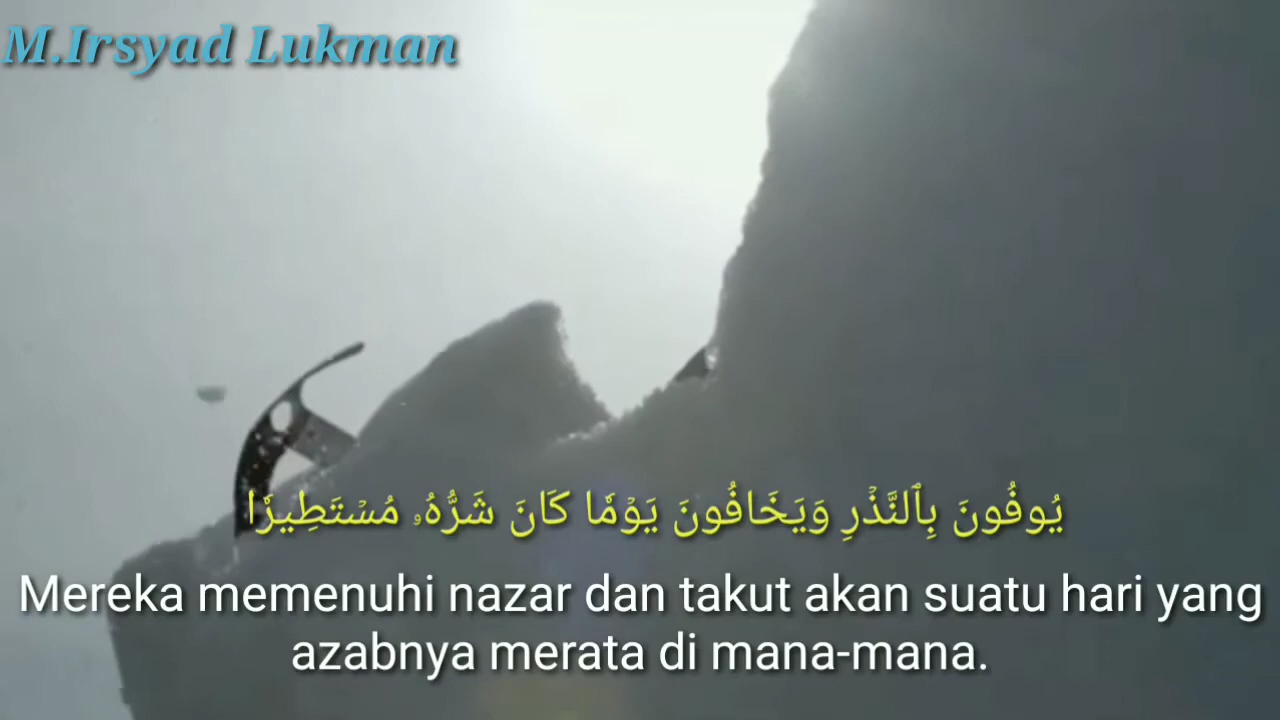 M.Irsyad Lukman
يُوفُونَ بِٱلنَّذْرِ وَيَخَافُونَ يَوْمًا كَانَ شَرُّهُۥ مُسْتَطِيرًا
Mereka memenuhi nazar dan takut akan suatu hari yang
azabnya merata di mana-mana.